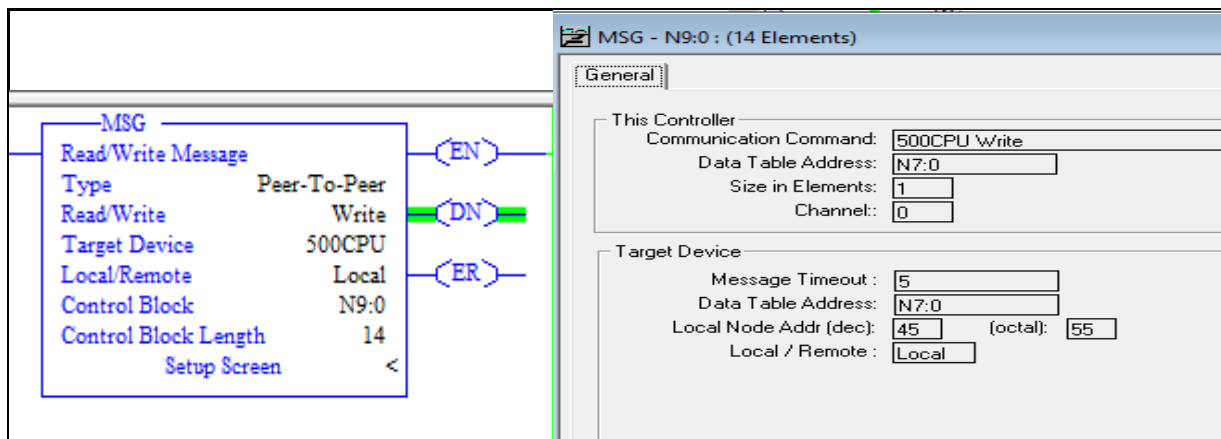 MSG
Read/Write Message
Type Peer-To-Peer
Read/Write Write
Target Device 500CPU
Local/Remote Local
Control Block N9:0
Control Block Length 14
Setup Screen <
EN
DN
ER
MSG - N9:0 : (14 Elements)
General
This Controller
Communication Command: 500CPU Write
Data Table Address: N7:0
Size in Elements: 1
Channel:: 0
Target Device
Message Timeout : 5
Data Table Address: N7:0
Local Node Addr (dec): 45 (octal): 55
Local / Remote : Local